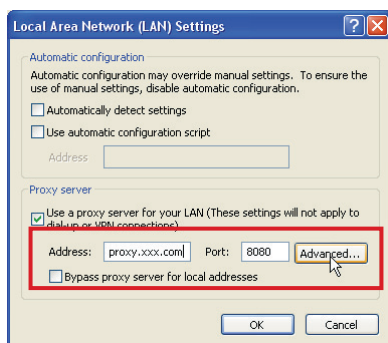 Local Area Network (LAN) Settings
Automatic configuration
Automatic configuration may override manual settings. To ensure the
use of manual settings, disable automatic configuration.
Automatically detect settings
Use automatic configuration script
Address
Proxy server
Use a proxy server for your LAN (These settings will not apply to
dial-up or VPN connections).
Address: proxy.xxx.com Port: 8080 Advanced...
Bypass proxy server for local addresses
OK Cancel